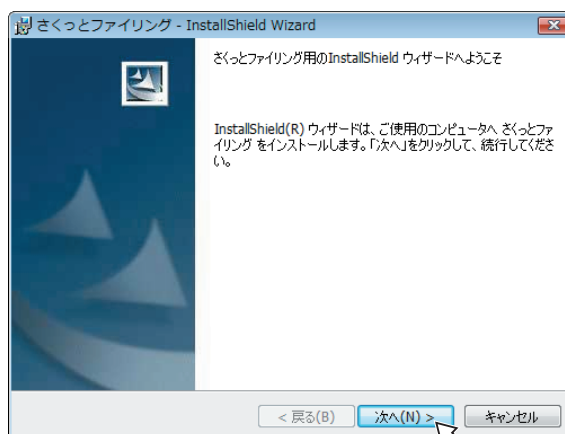 さくっとファイリング - InstallShield Wizard
さくっとファイリング用のInstallShield ウィザードへようこそ
InstallShield(R) ウィザードは、ご使用のコンピュータへ さくっとファ
イリング をインストールします。「次へ」をクリックして、続行してくださ
い。
< 戻る(B)
次へ(N) >
キャンセル